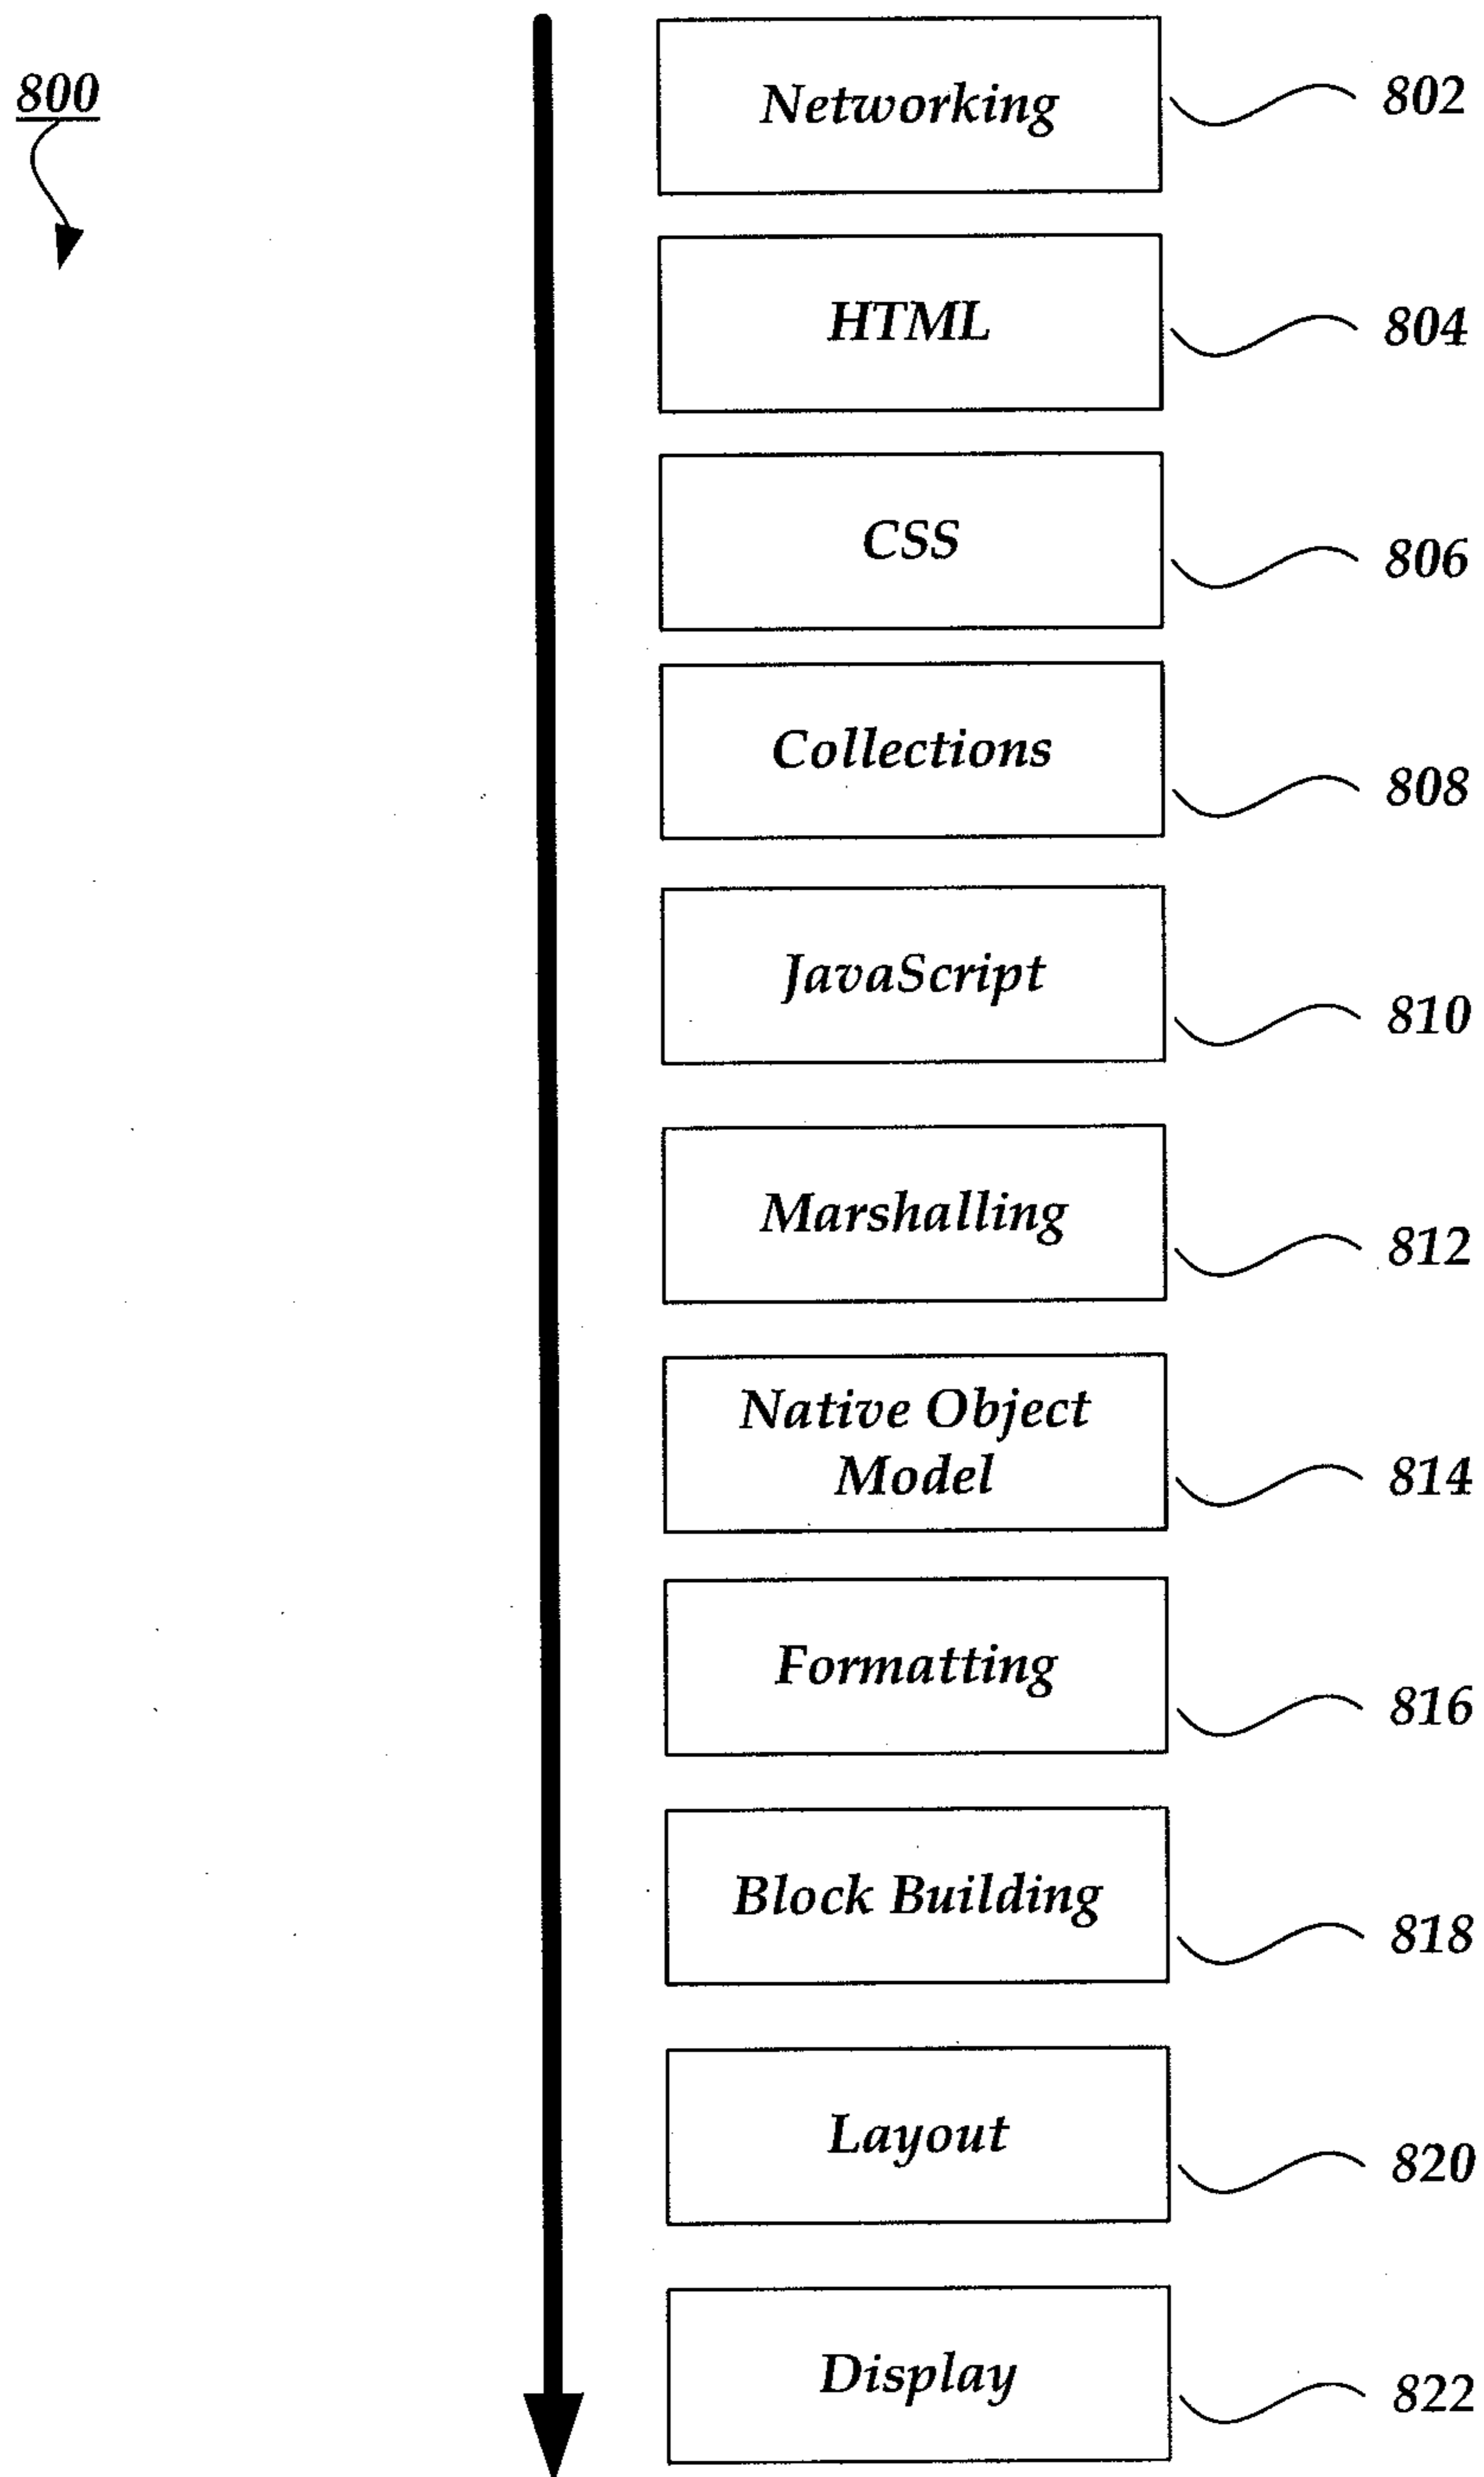 800
Networking
802
HTML
804
CSS
806
Collections
808
JavaScript
810
Marshalling
812
Native Object
Model
814
Formatting
816
Block Building
818
Layout
820
Display
822